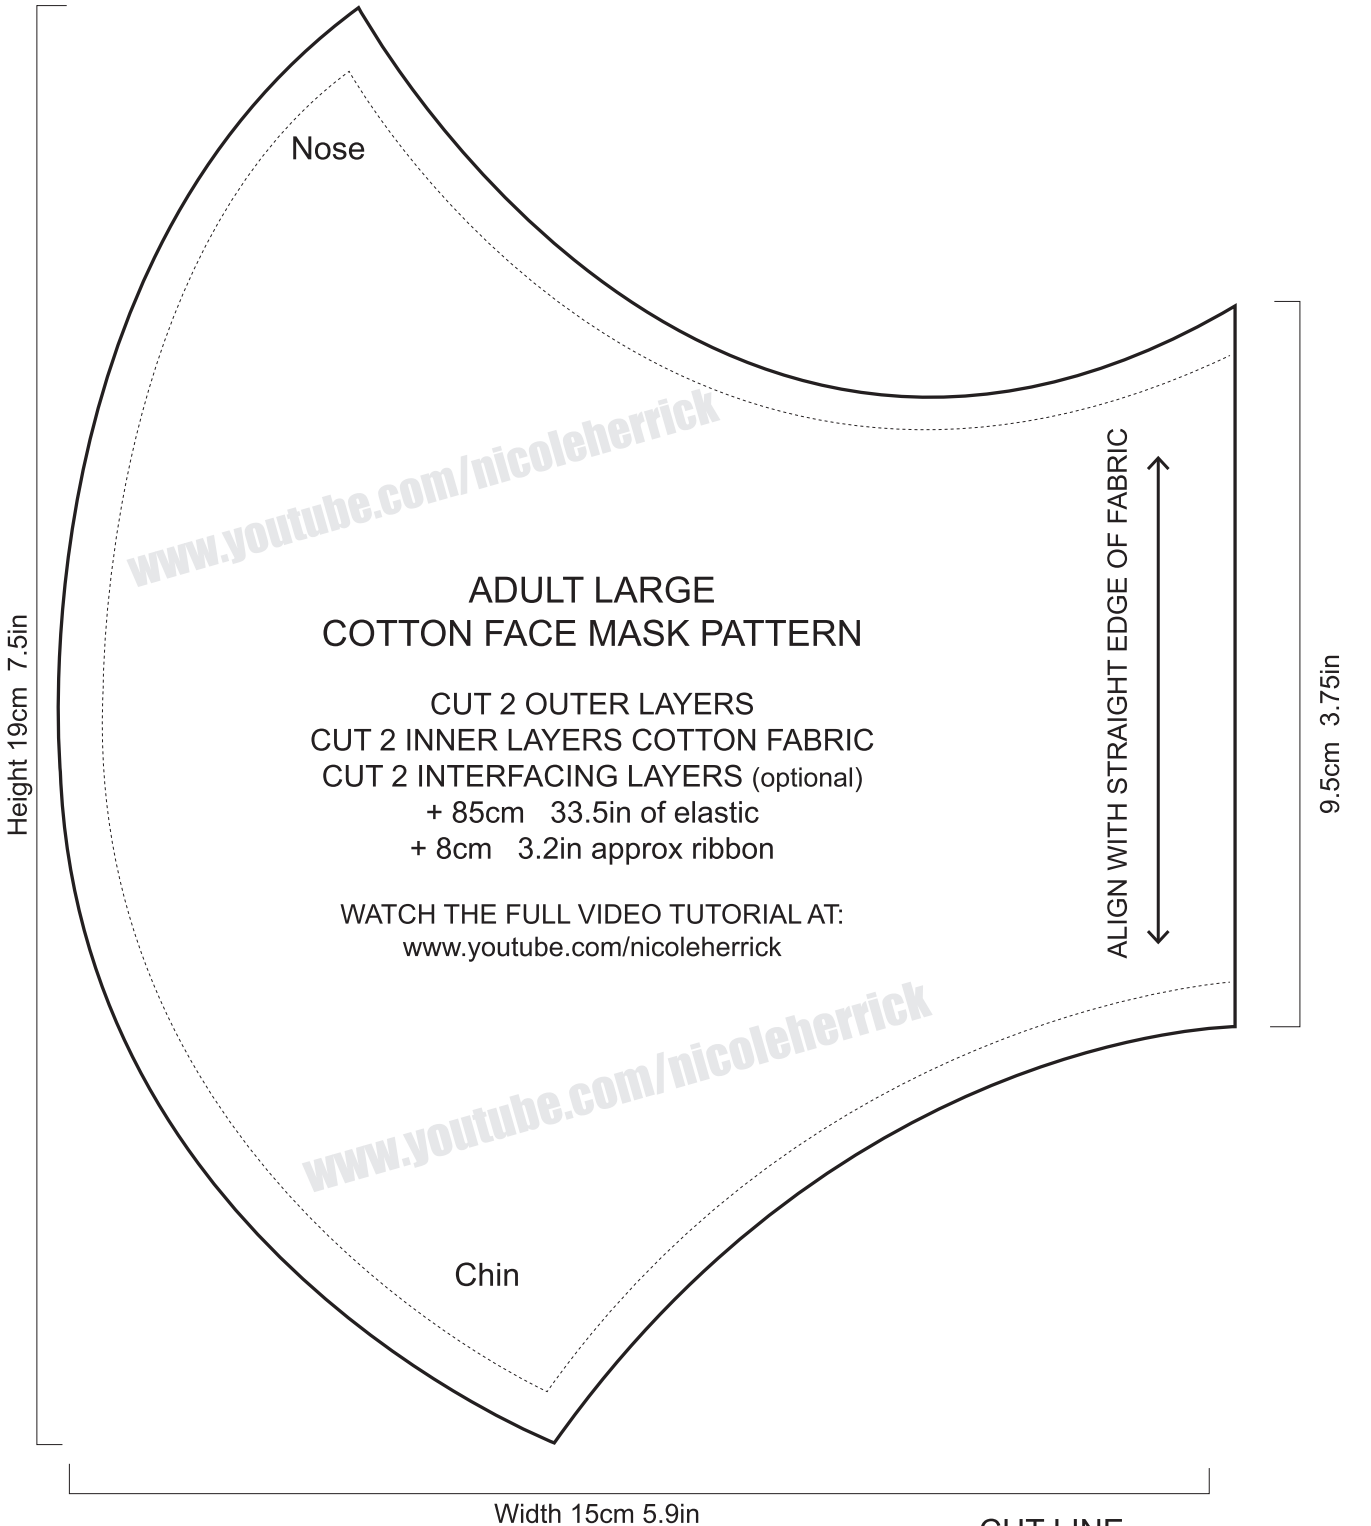 Nose
www.youtube.com/nicoleherrick
ADULT LARGE
COTTON FACE MASK PATTERN
CUT 2 OUTER LAYERS
CUT 2 INNER LAYERS COTTON FABRIC
CUT 2 INTERFACING LAYERS (optional)
+ 85cm 33.5in of elastic
+ 8cm 3.2in approx ribbon
WATCH THE FULL VIDEO TUTORIAL AT:
www.youtube.com/nicoleherrick
www.youtube.com/nicoleherrick
Chin
ALIGN WITH STRAIGHT EDGE OF FABRIC
Height 19cm 7.5in
9.5cm 3.75in
Width 15cm 5.9in
CUT LINE